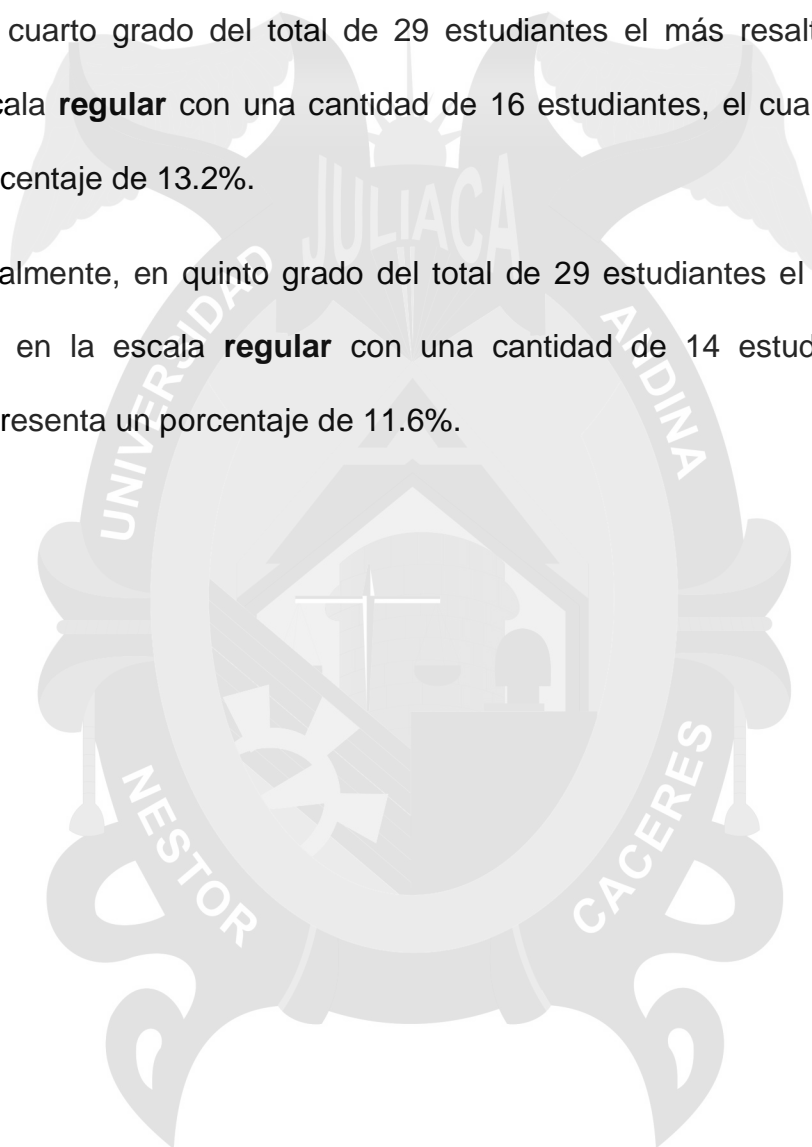 cuarto grado del total de 29 estudiantes el más resalt
cala regular con una cantidad de 16 estudiantes, el cua
centaje de 13.2%.
almente, en quinto grado del total de 29 estudiantes el
en la escala regular con una cantidad de 14 estud
resenta un porcentaje de 11.6%.
JULIACA
UNIVERSIDAD
ANDINA
NESTOR
CACERES